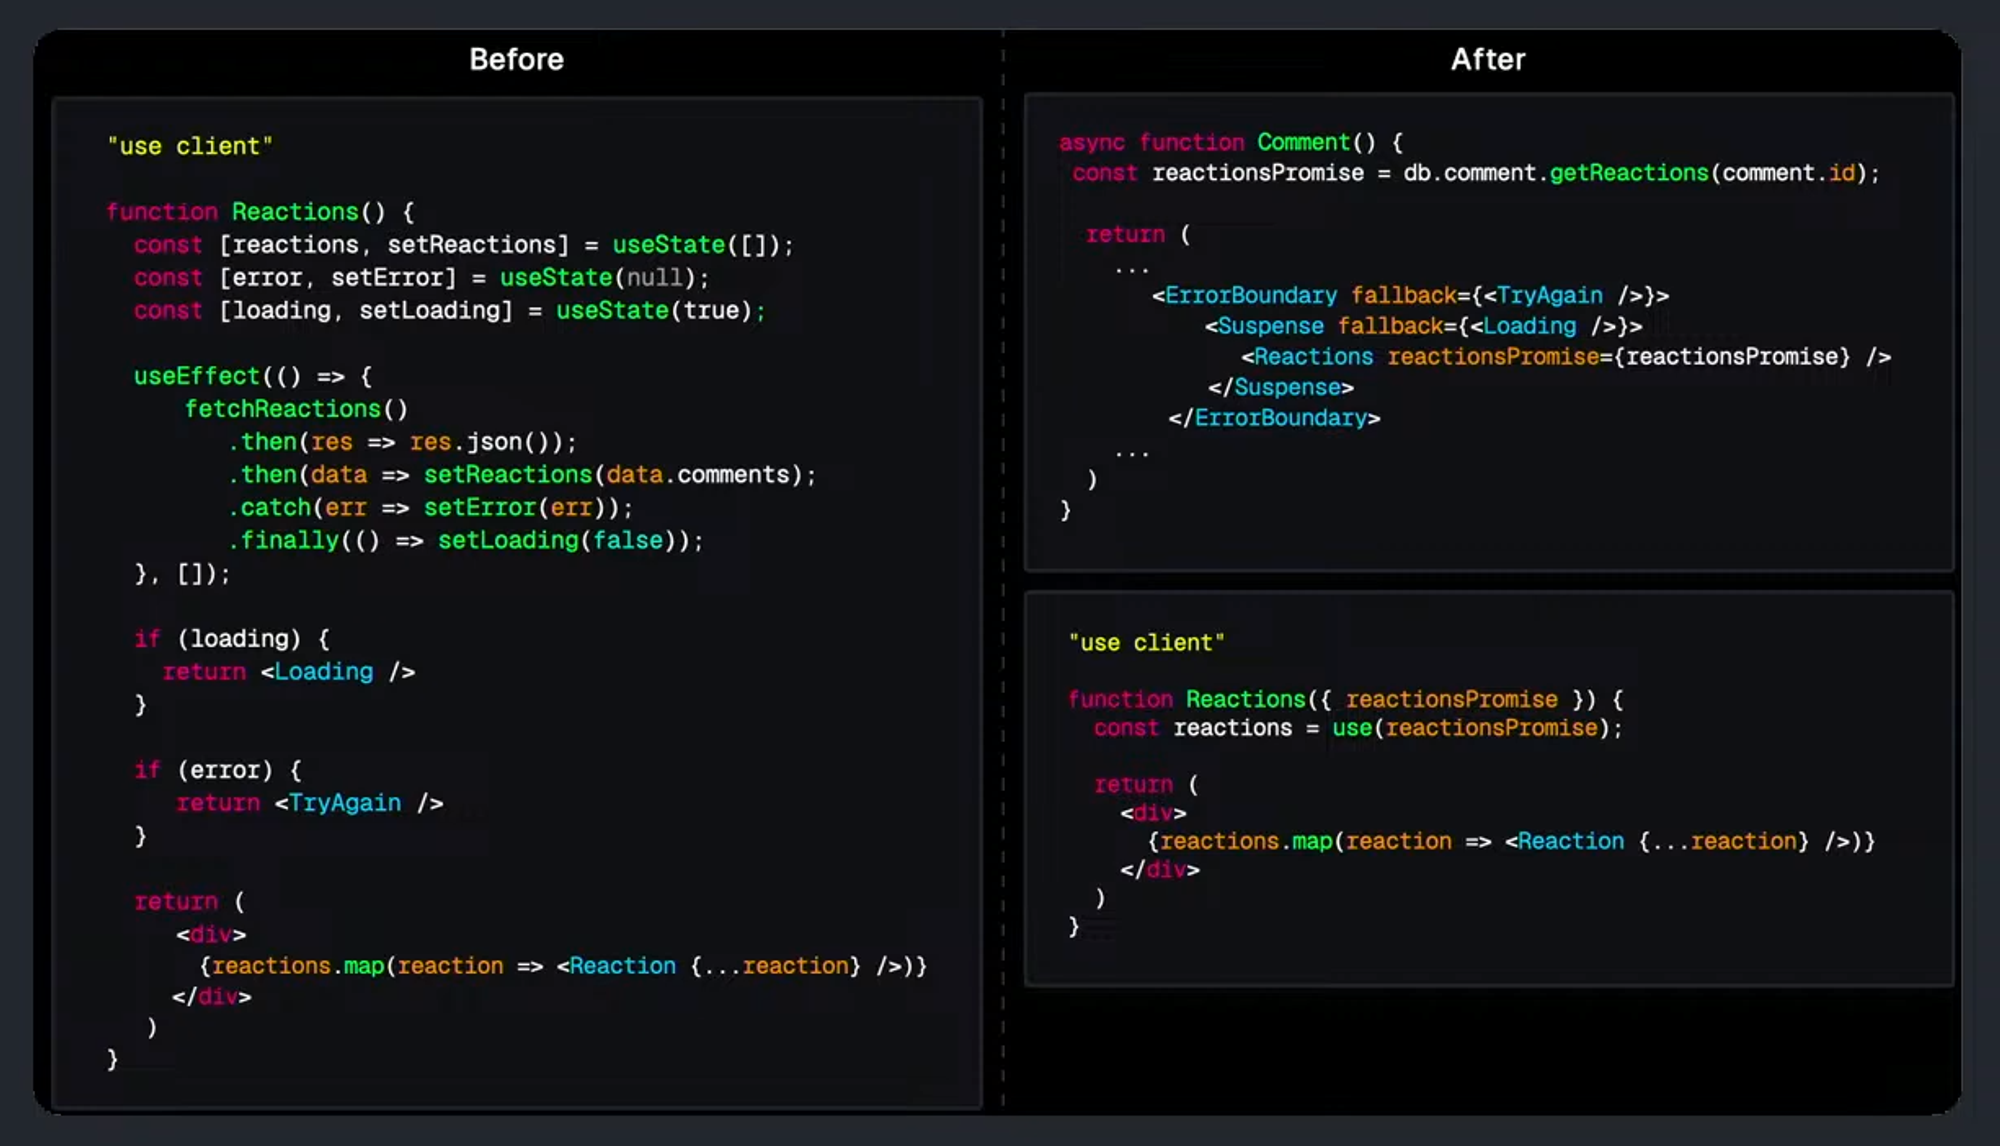 Before
"use client"
function Reactions() {
const [reactions, setReactions] = useState([]);
const [error, setError] = useState(null);
const [loading, setLoading] = useState(true);
useEffect(() => {
fetchReactions()
.then(res => res.json());
.then(data => setReactions(data.comments);
.catch(err => setError(err));
.finally(() => setLoading(false));
}, []);
if (loading) {
return <Loading />
}
if (error) {
return <TryAgain />
}
return (
<div>
{reactions.map(reaction => <Reaction {...reaction} />)}
</div>
)
}
After
async function Comment() {
const reactionsPromise = db.comment.getReactions(comment.id);
return (
...
<ErrorBoundary fallback={<TryAgain />}>
<Suspense fallback={<Loading />}>
<Reactions reactionsPromise={reactionsPromise} />
</Suspense>
</ErrorBoundary>
...
)
}
"use client"
function Reactions({ reactionsPromise }) {
const reactions = use(reactionsPromise);
return (
<div>
{reactions.map(reaction => <Reaction {...reaction} />)}
</div>
)
}